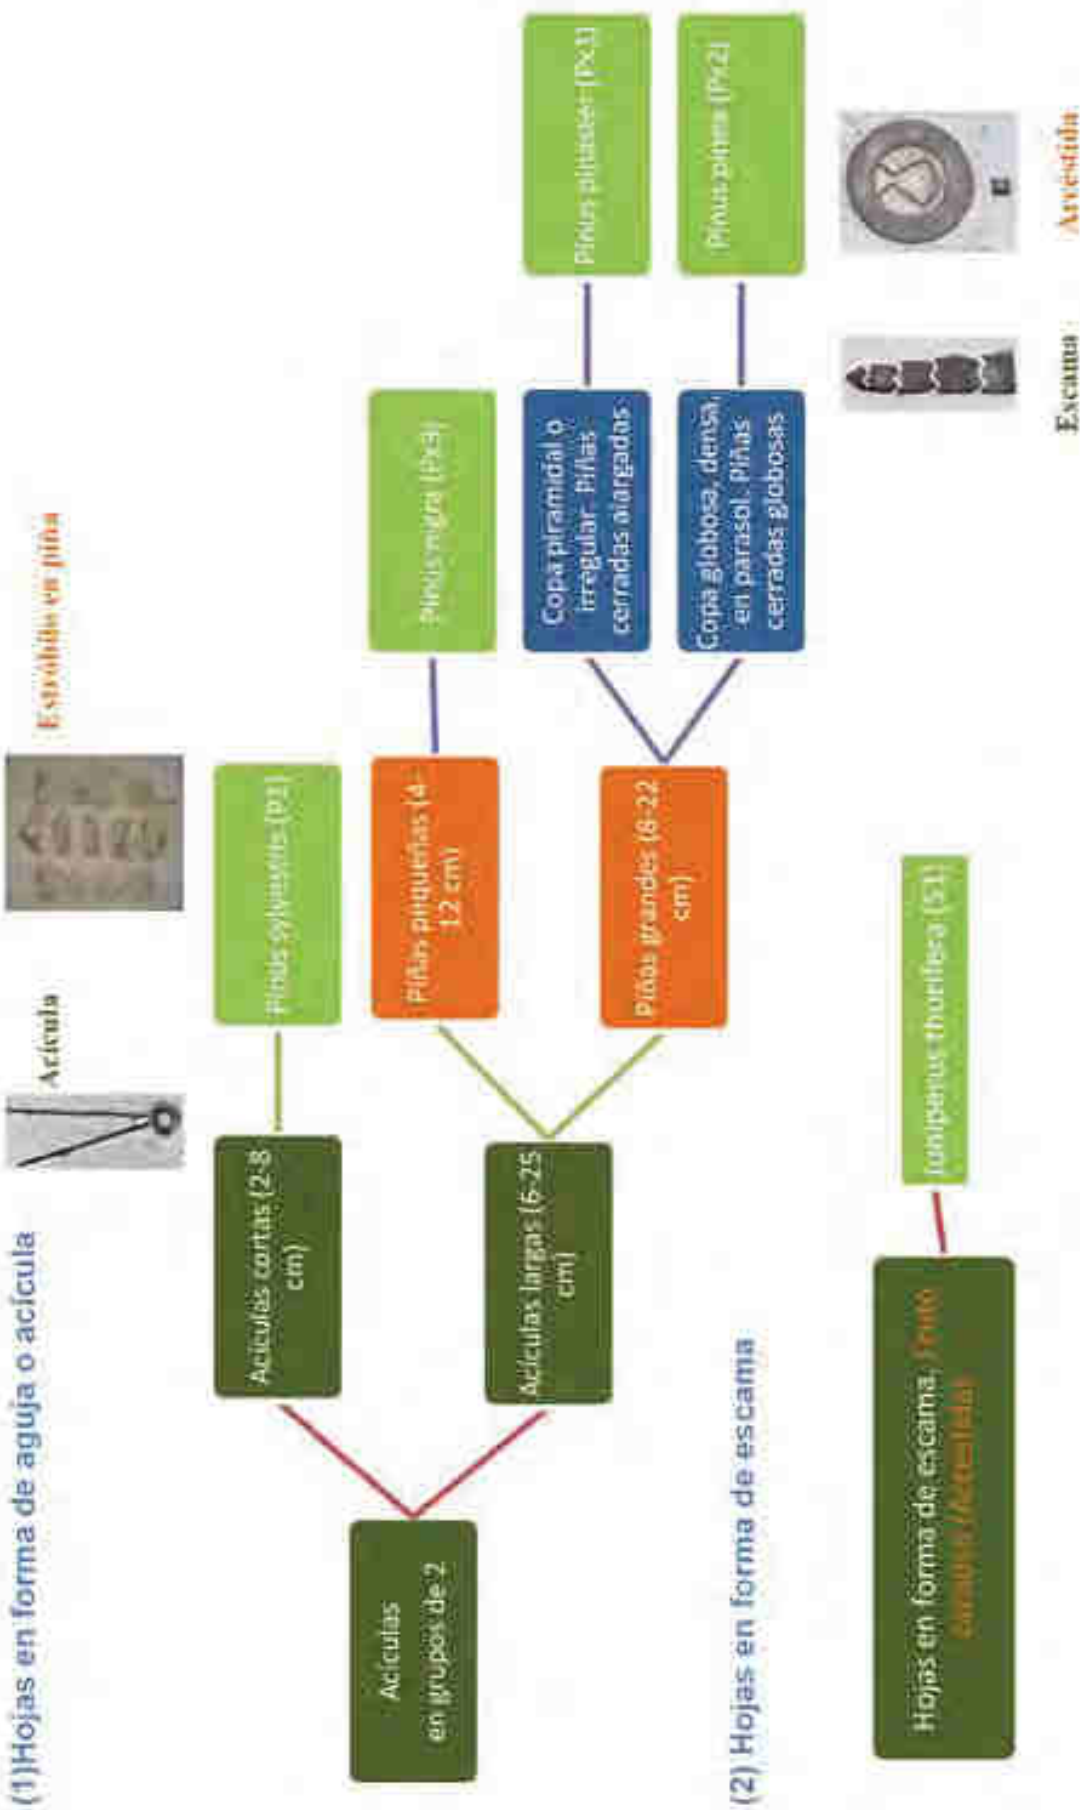 (1)Hojas en forma de aguja o acícula
Acícula
Estróbilo en piña
Acículas
en grupos de 2
Acículas cortas (2-8
cm)
Pinus sylvestris (P1)
Acículas largas (6-25
cm)
Piñas pequeñas (4-
12 cm)
Pinus nigra (Px3)
Piñas grandes (8-22
cm)
Copa piramidal o
irregular. Piñas
cerradas alargadas
Pinus pinaster (Px1)
Copa globosa, densa,
en parasol. Piñas
cerradas globosas
Pinus pinea (Px2)
(2) Hojas en forma de escama
Hojas en forma de escama. Fruto
carnoso (Arcéstida)
Juniperus thurifera (S1)
Escama
Arcéstida